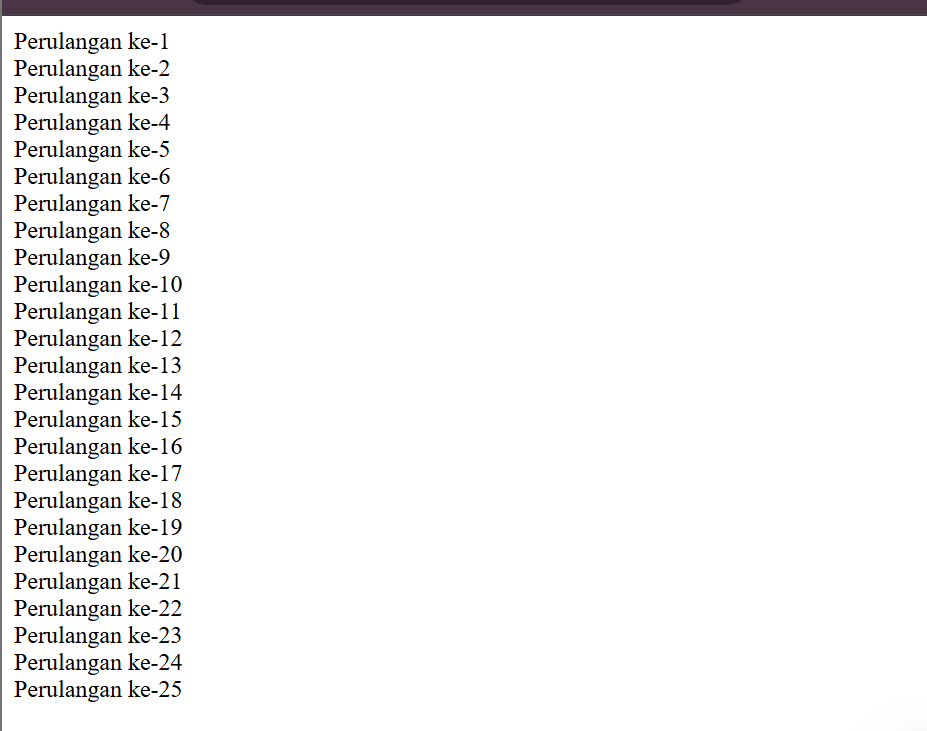 Perulangan ke-1
Perulangan ke-2
Perulangan ke-3
Perulangan ke-4
Perulangan ke-5
Perulangan ke-6
Perulangan ke-7
Perulangan ke-8
Perulangan ke-9
Perulangan ke-10
Perulangan ke-11
Perulangan ke-12
Perulangan ke-13
Perulangan ke-14
Perulangan ke-15
Perulangan ke-16
Perulangan ke-17
Perulangan ke-18
Perulangan ke-19
Perulangan ke-20
Perulangan ke-21
Perulangan ke-22
Perulangan ke-23
Perulangan ke-24
Perulangan ke-25